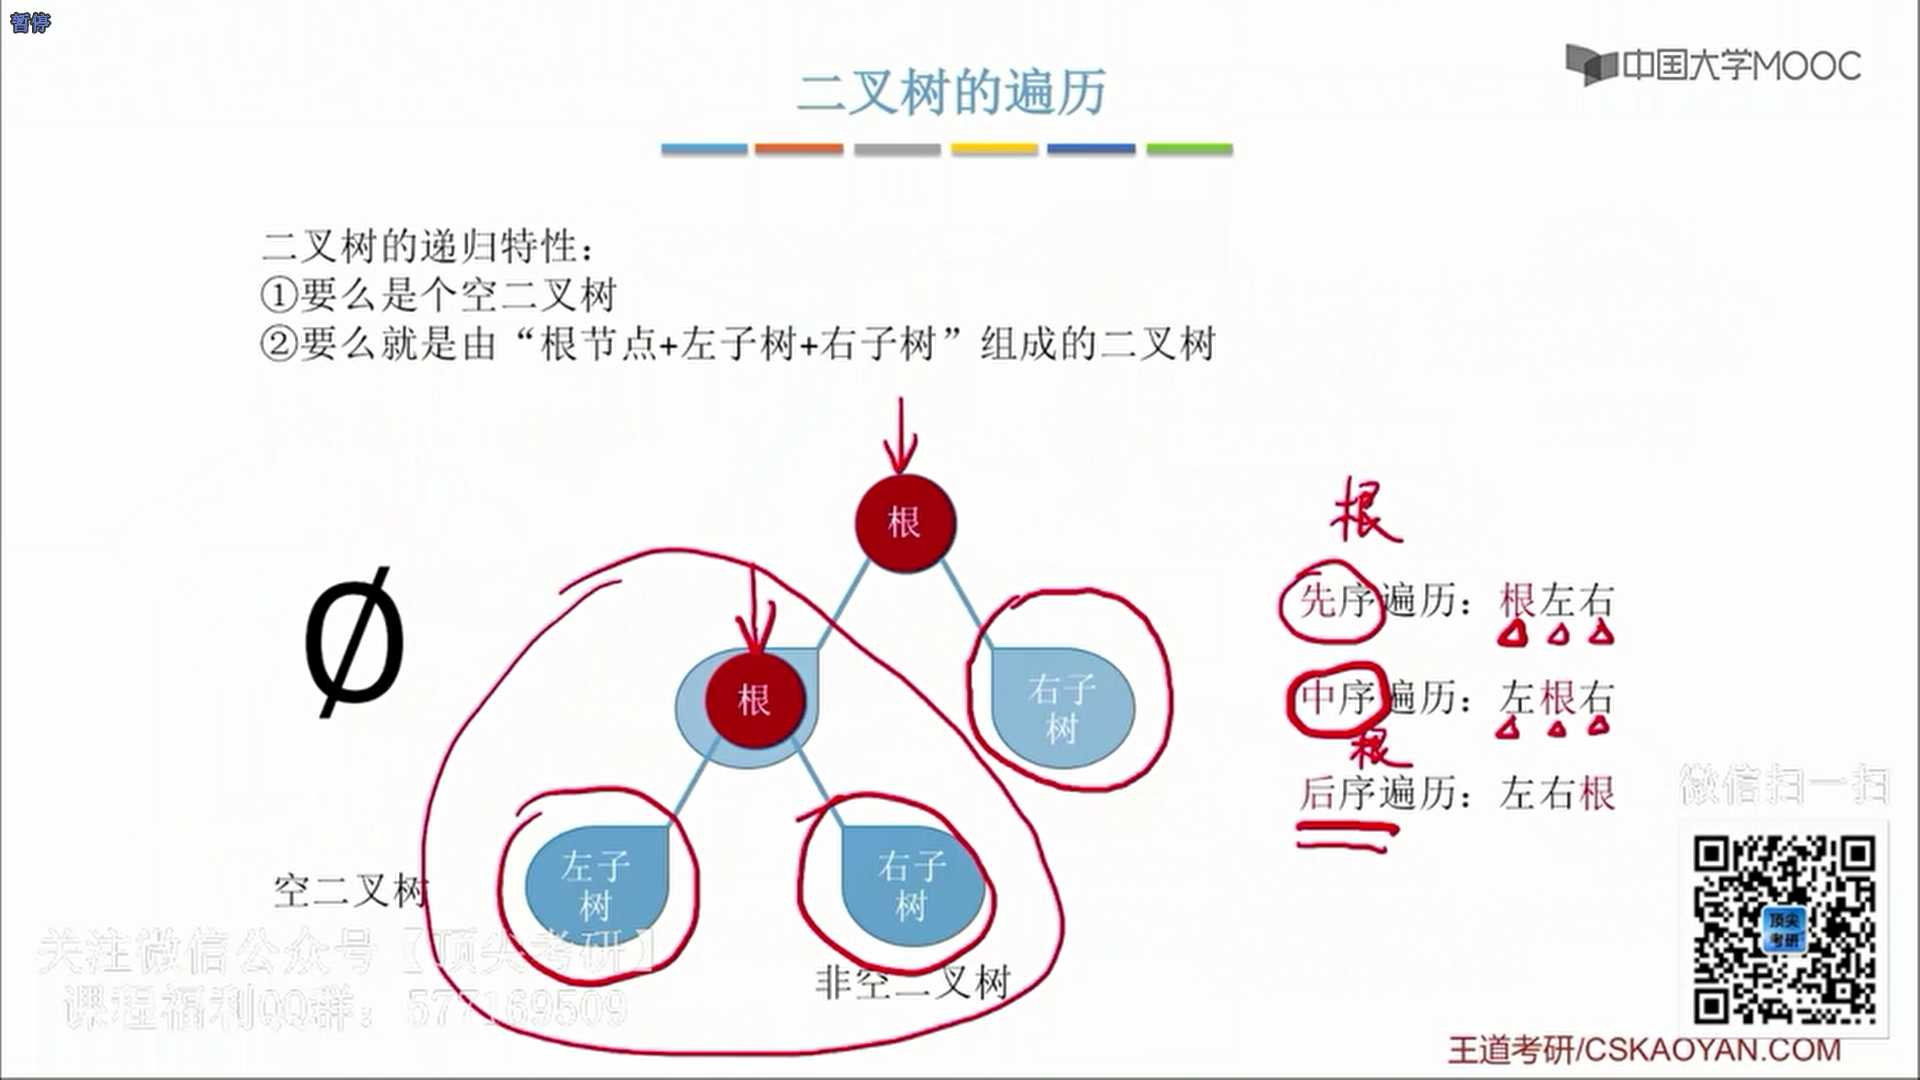 暂停
中国大学MOOC
二叉树的遍历
二叉树的递归特性：
①要么是个空二叉树
②要么就是由“根节点+左子树+右子树”组成的二叉树
根
根
先序遍历：根左右
根
右子
树
中序遍历：左根右
根
后序遍历：左右根
微信扫一扫
左子
树
右子
树
空二叉树
顶尖
考研
关注微信公众号【顶尖考研】
非空二叉树
课程福利QQ群：577169509
王道考研/CSKAOYAN.COM